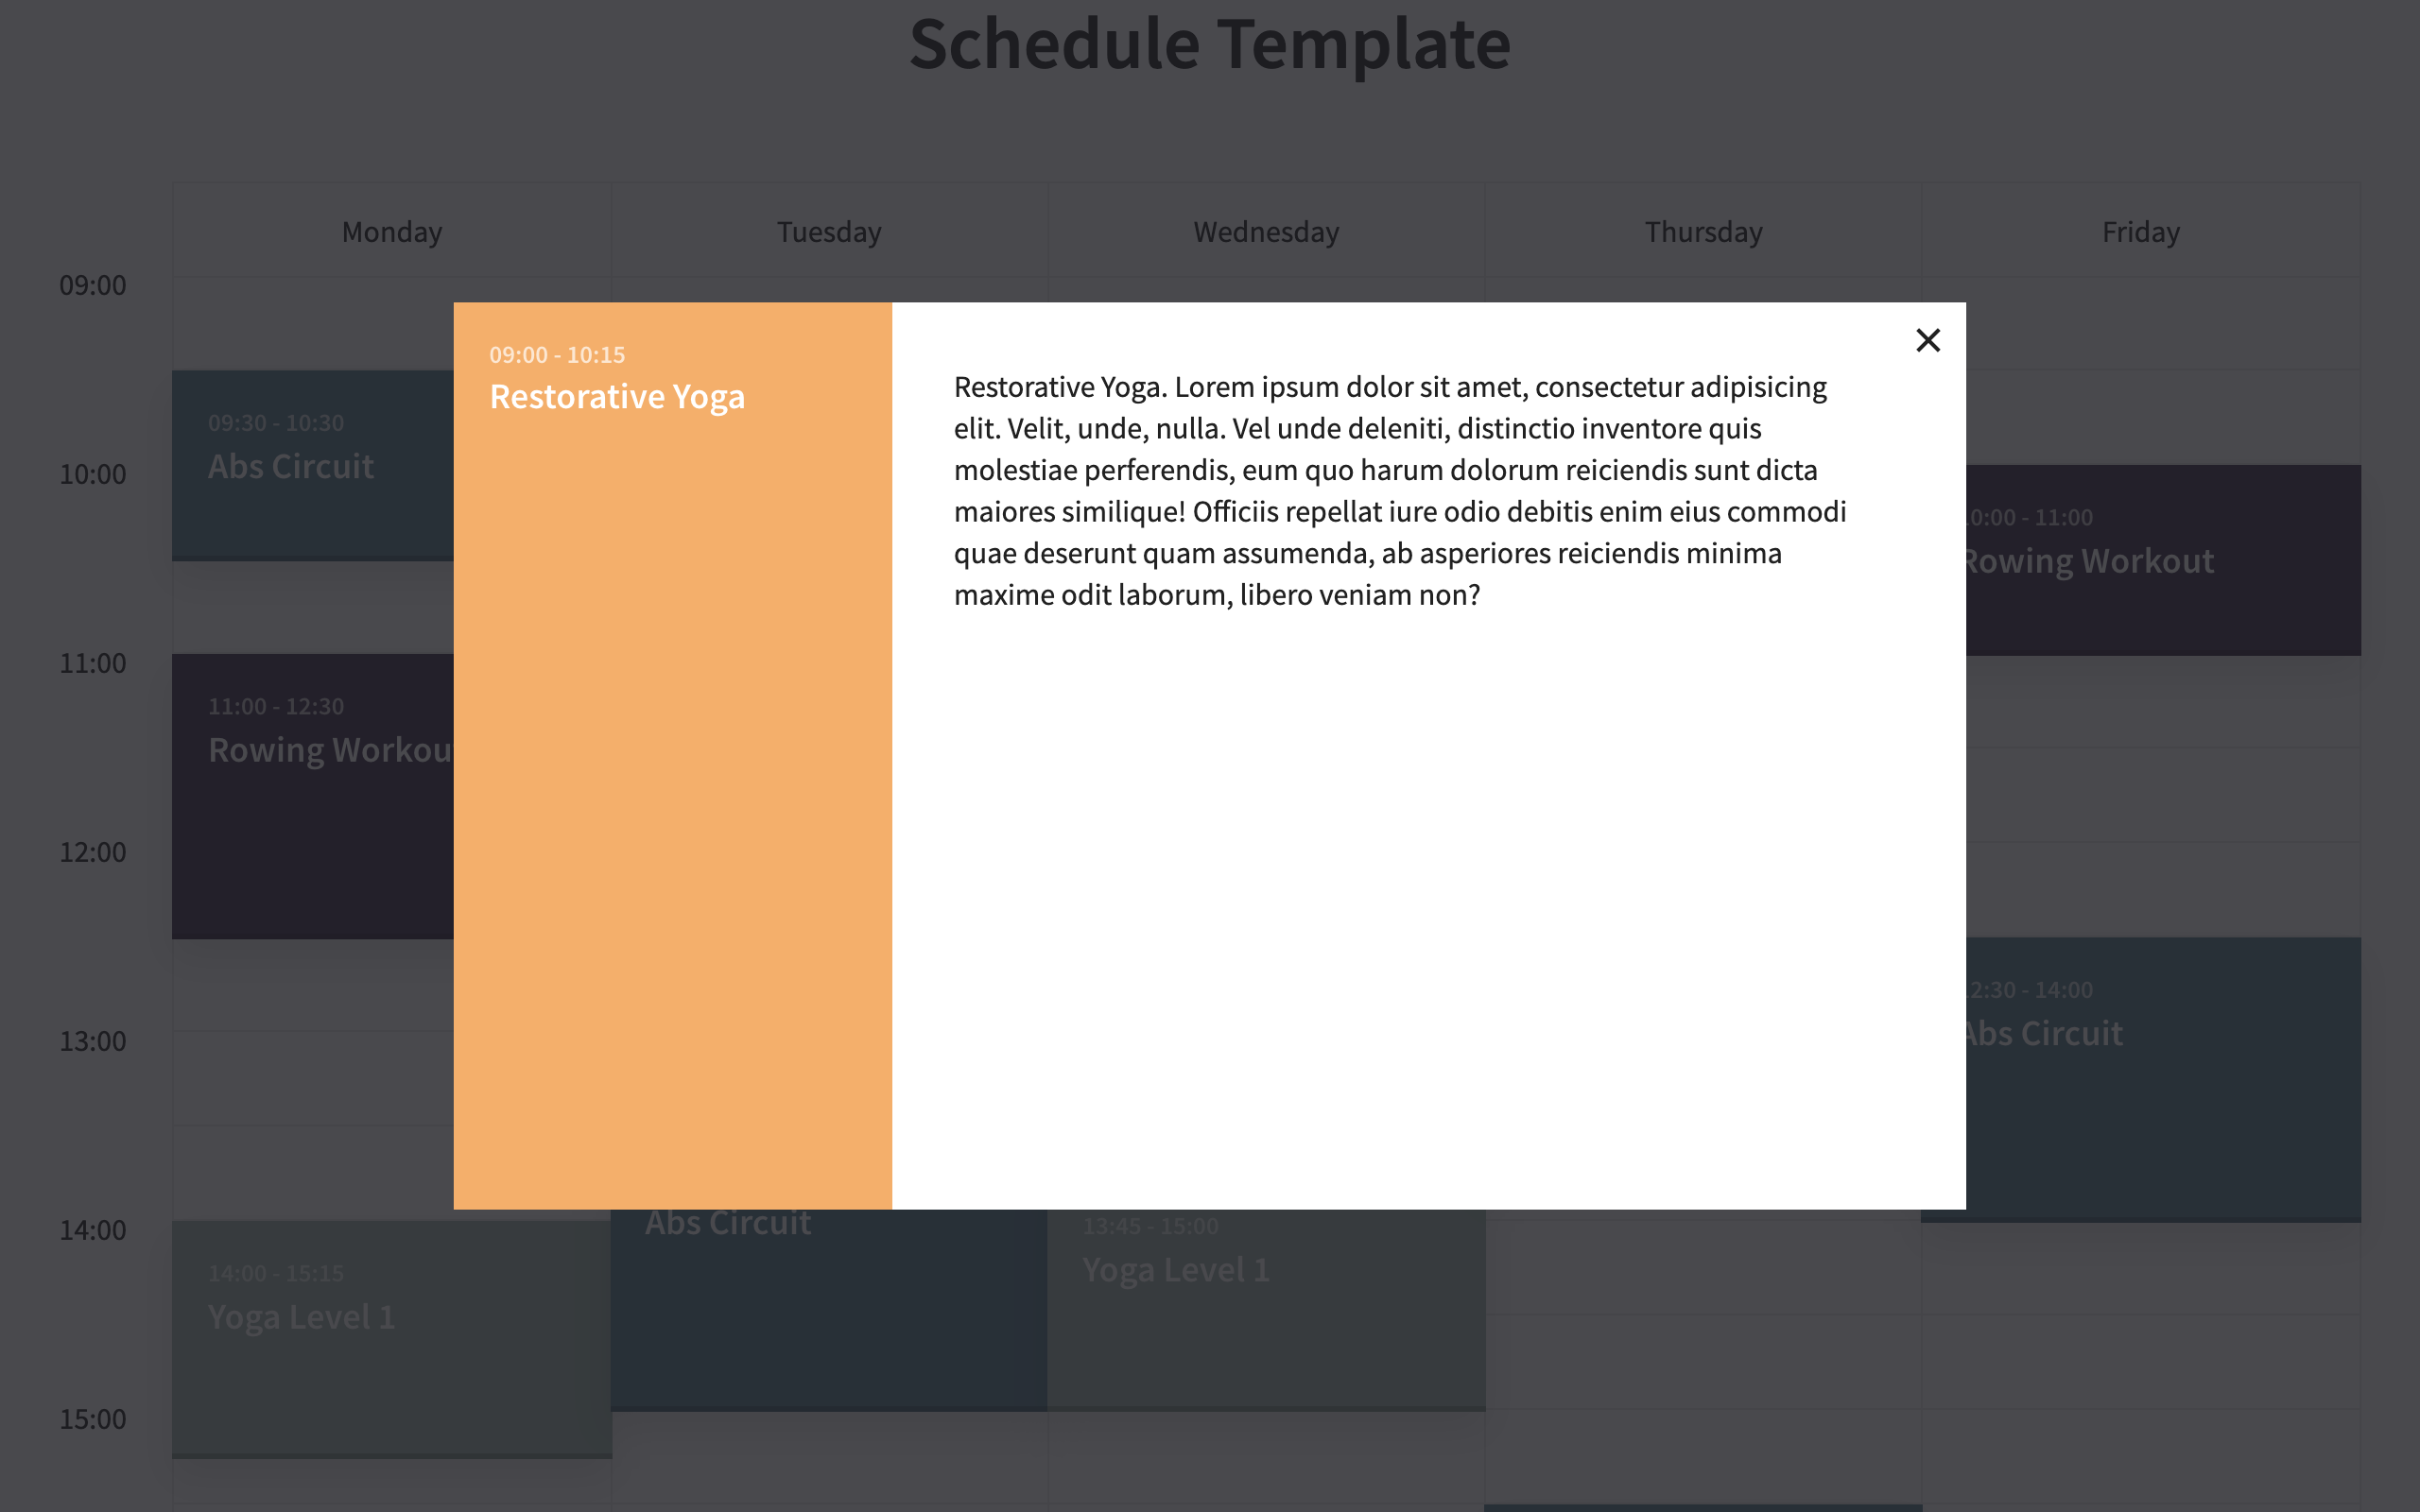 Schedule Template
Monday Tuesday Wednesday Thursday Friday
09:00
09:30 - 10:30
Abs Circuit
10:00
11:00
11:00 - 12:30
Rowing
12:00
13:00
14:00
14:00 - 15:15
Yoga Level 1
15:00
09:00 - 10:15
Restorative Yoga
Restorative Yoga. Lorem ipsum dolor sit amet, consectetur adipisicing
elit. Velit, unde, nulla. Vel unde deleniti, distinctio inventore quis
molestiae perferendis, eum quo harum dolorum reiciendis sunt dicta
maiores similique! Officiis repellat iure odio debitis enim eius commodi
quae deserunt quam assumenda, ab asperiores reiciendis minima
maxime odit laborum, libero veniam non?
Abs Circuit
13:45 - 15:00
Yoga Level 1
- 11:00
Rowing Workout
- 14:00
Abs Circuit